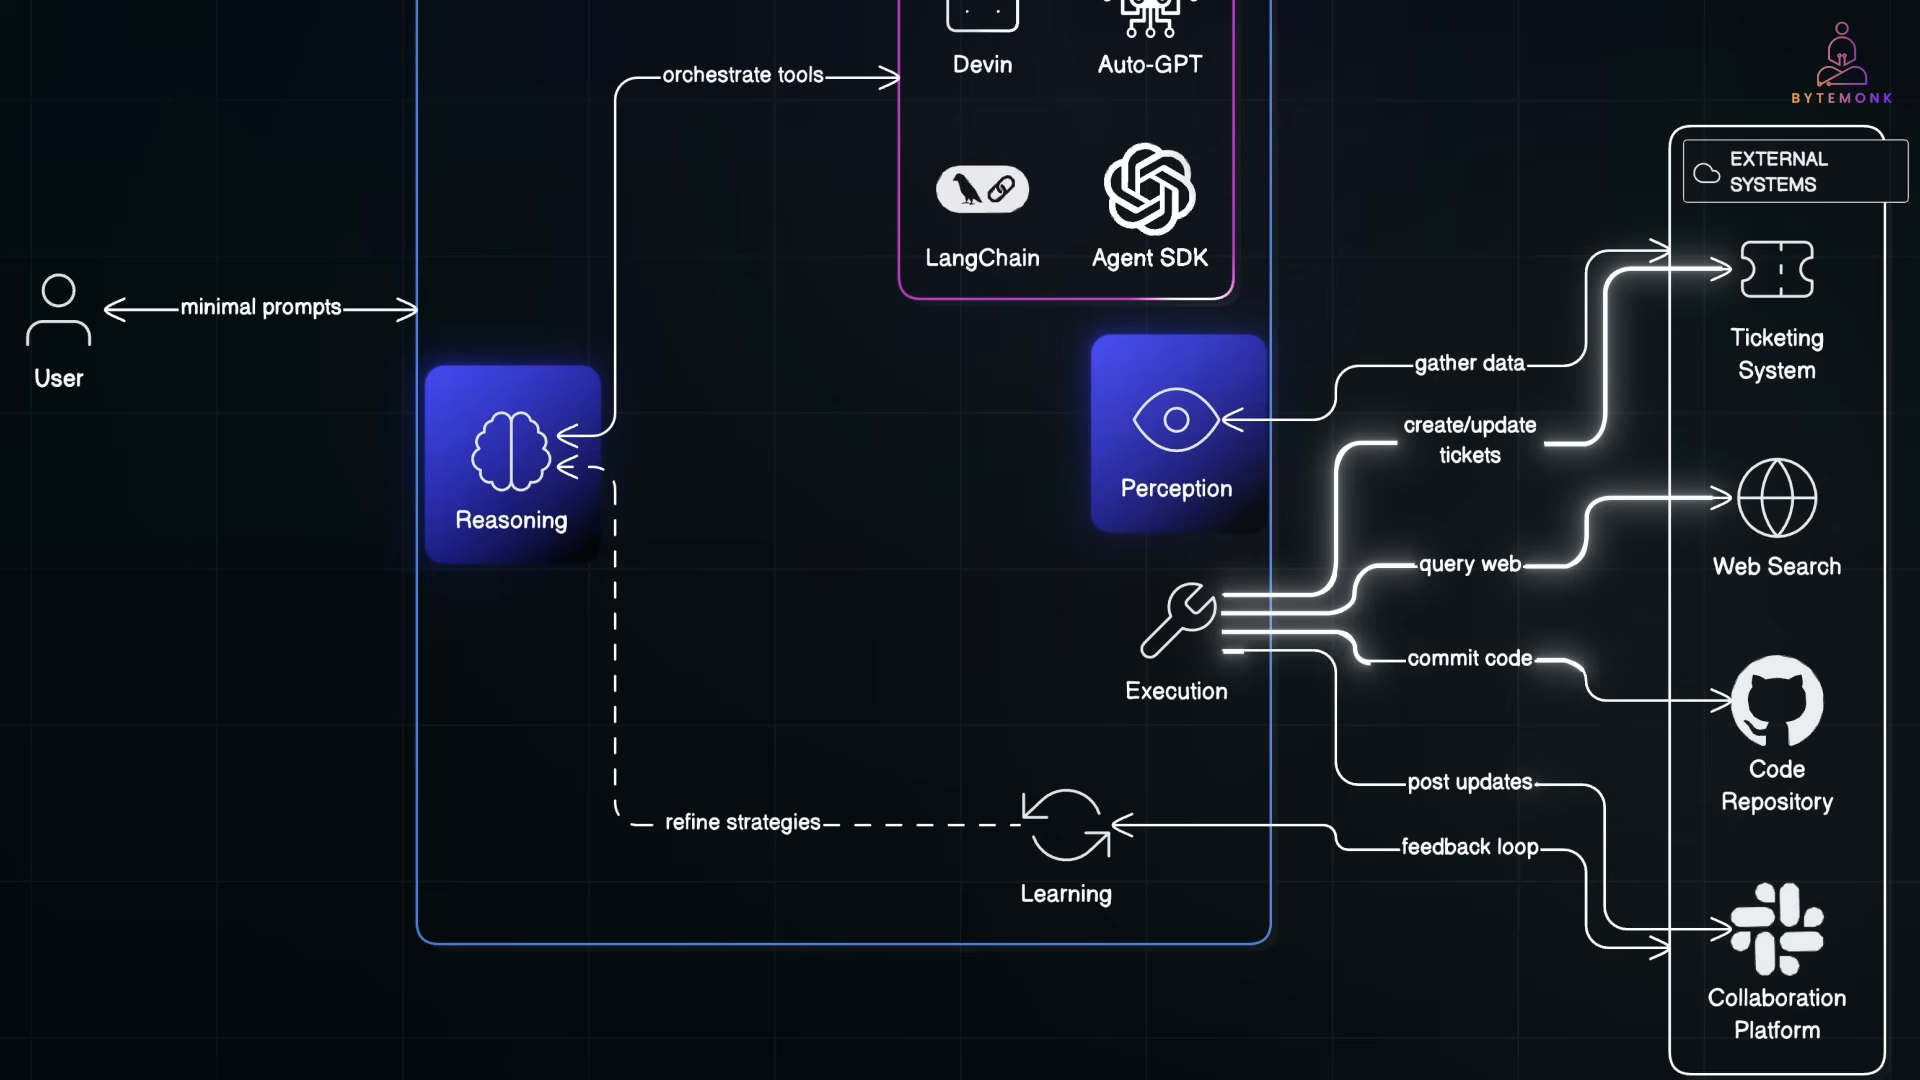 orchestrate tools
Devin
Auto-GPT
BYTEMONK
EXTERNAL
SYSTEMS
LangChain
Agent SDK
minimal prompts
User
Ticketing
System
gather data
create/update
tickets
Perception
Reasoning
query web
Web Search
commit code
Execution
Code
Repository
post updates
refine strategies
feedback loop
Learning
Collaboration
Platform